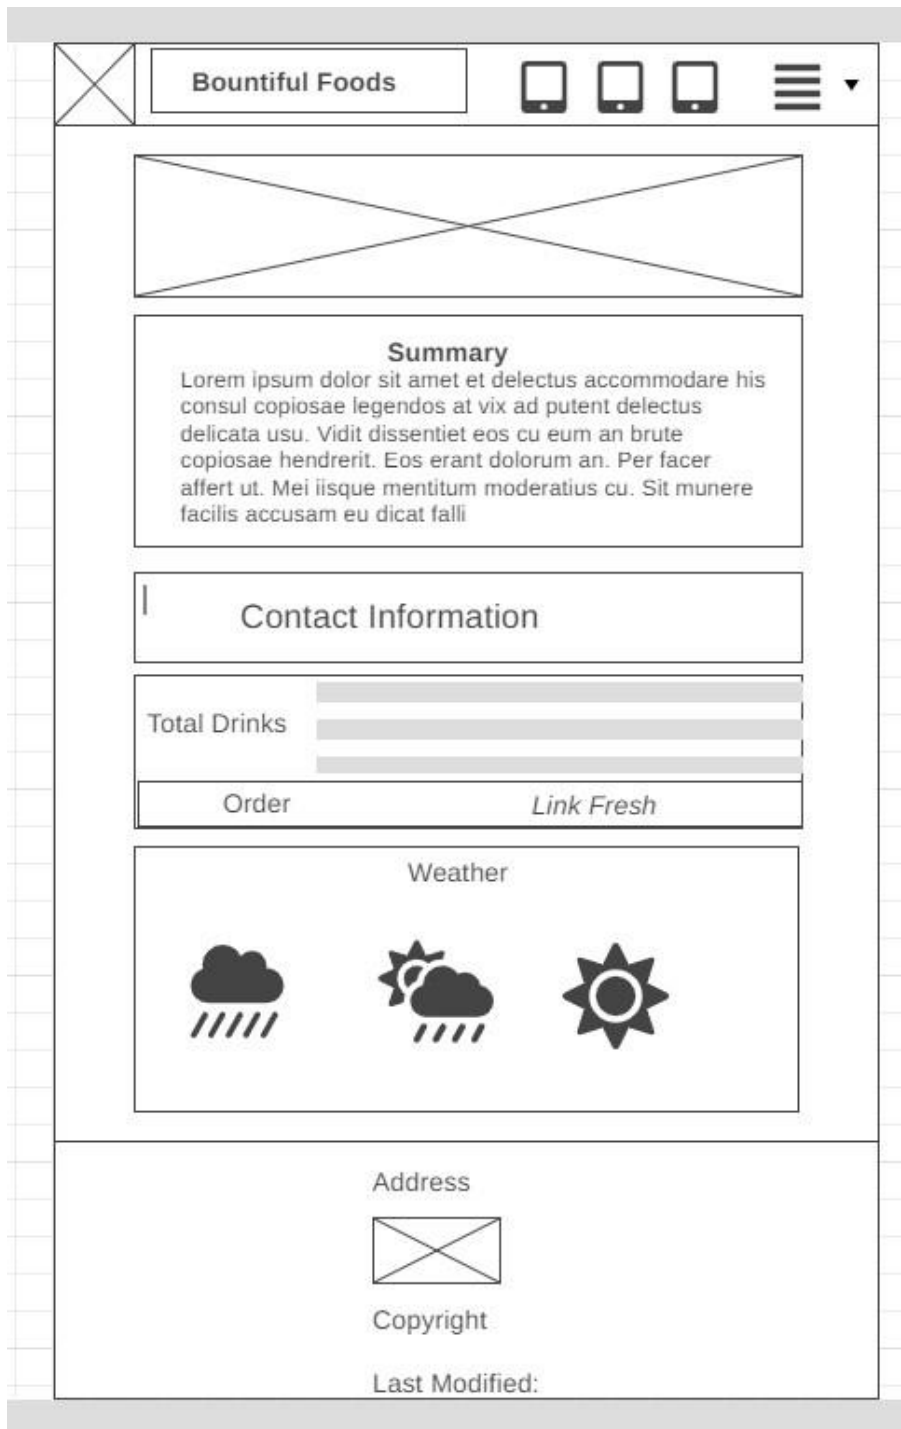 Bountiful Foods
Summary
Lorem ipsum dolor sit amet et delectus accommodare his
consul copiosae legendos at vix ad putent delectus
delicata usu. Vidit dissentiet eos cu eum an brute
copiosae hendrerit. Eos erant dolorum an. Per facer
affert ut. Mei iisque mentitum moderatius cu. Sit munere
facilis accusam eu dicat falli
Contact Information
Total Drinks
Order
Link Fresh
Weather
Address
Copyright
Last Modified: